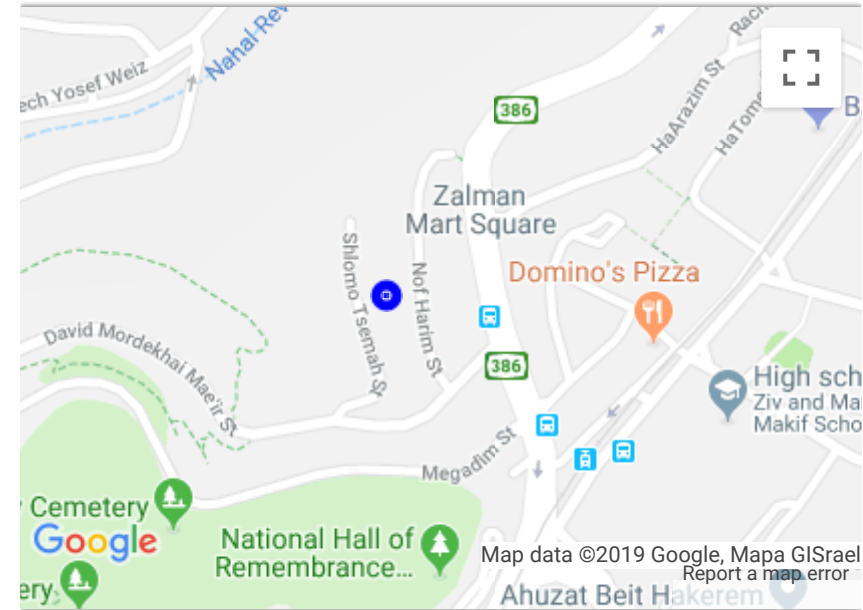 Nahal Rev
Rach
ech Yosef Weiz
386
HaArazim St
HaTome
B
Zalman
Mart Square
Shlomo Tsemah St
Nof Harim St
Domino's Pizza
David Mordekhai Mae'ir St
386
High sch
Ziv and Ma
Makif Scho
Megadim St
Cemetery
Google
National Hall of
Remembrance...
Map data ©2019 Google, Mapa GISrael
Report a map error
ery
Ahuzat Beit Hakerem